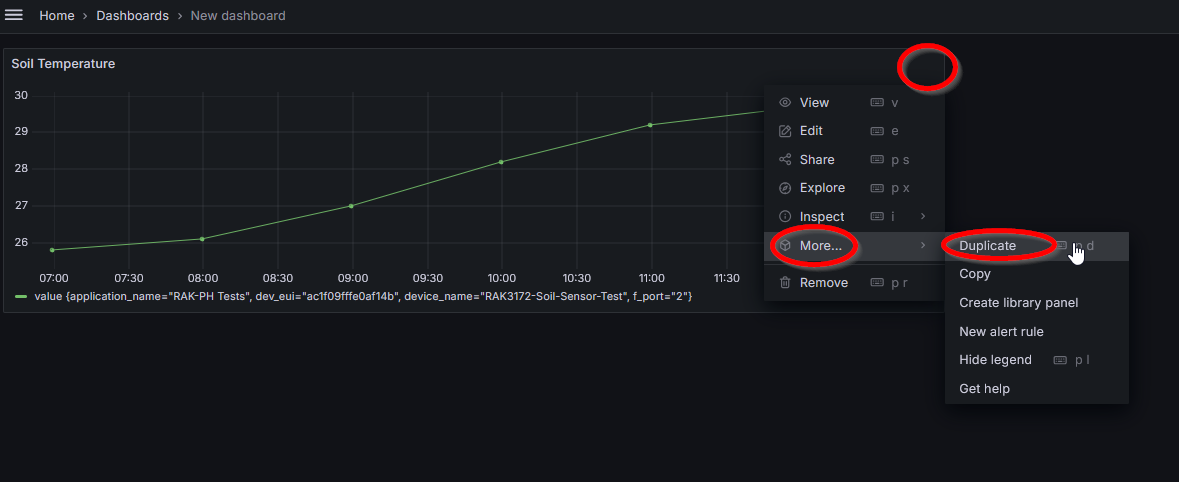 Home › Dashboards › New dashboard
Soil Temperature
30
29
28
27
26
07:00 07:30 08:00 08:30 09:00 09:30 10:00 10:30 11:00 11:30
value {application_name="RAK-PH Tests", dev_eui="ac1f09fffe0af14b", device_name="RAK3172-Soil-Sensor-Test", f_port="2"}
View v
Edit e
Share p s
Explore p x
Inspect i ›
More... ›
Remove p r
Duplicate p d
Copy
Create library panel
New alert rule
Hide legend p l
Get help